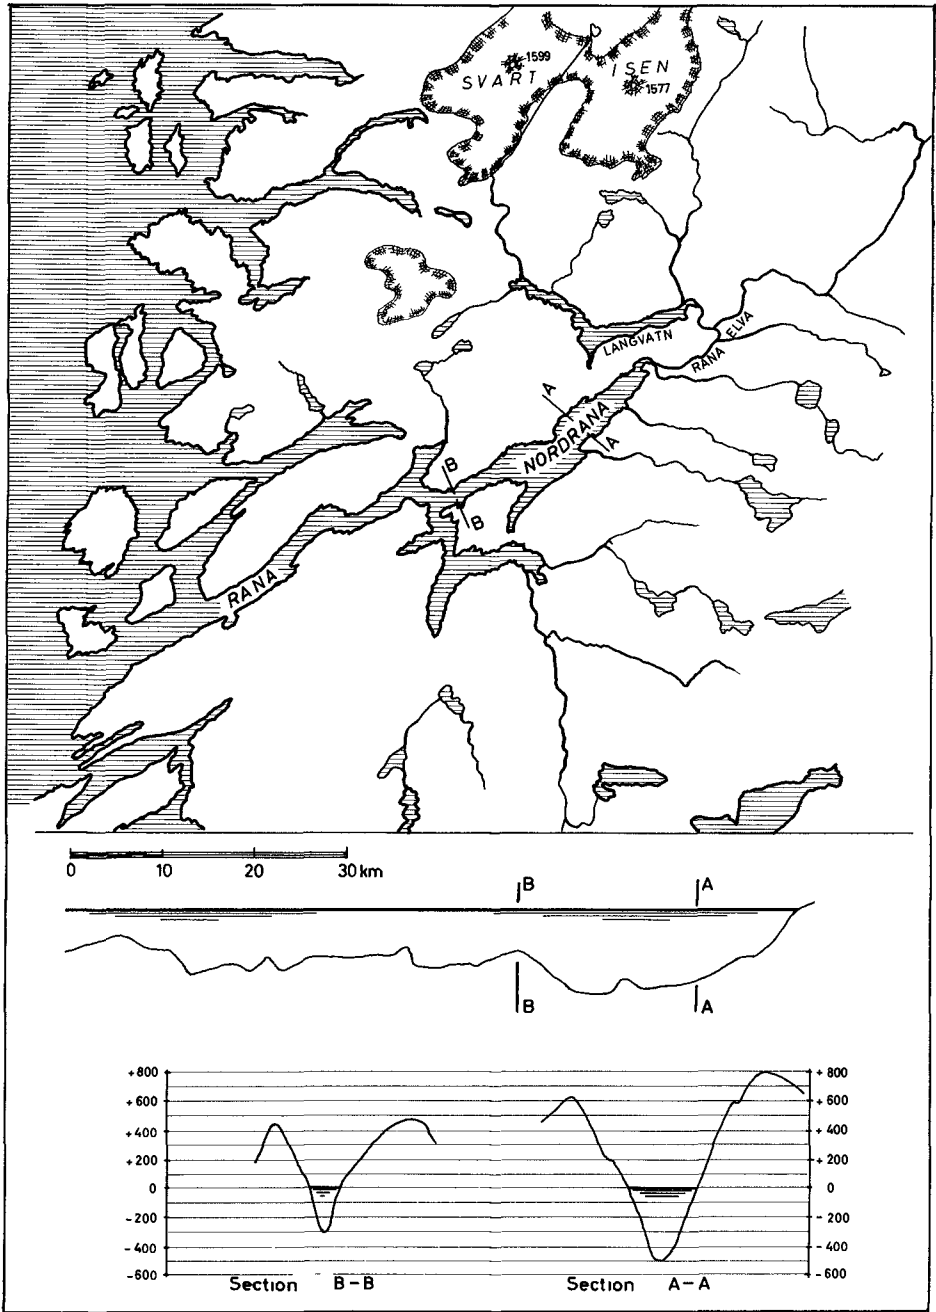 1599
SVART ISEN
1577
LANGVATN
RANA ELVA
A
NORDRANA
A
B
B
RANA
0 10 20 30 km
B A
B A
+800 +800
+600 +600
+400 +400
+200 +200
0 0
-200 -200
-400 -400
-600 -600
Section B-B Section A-A